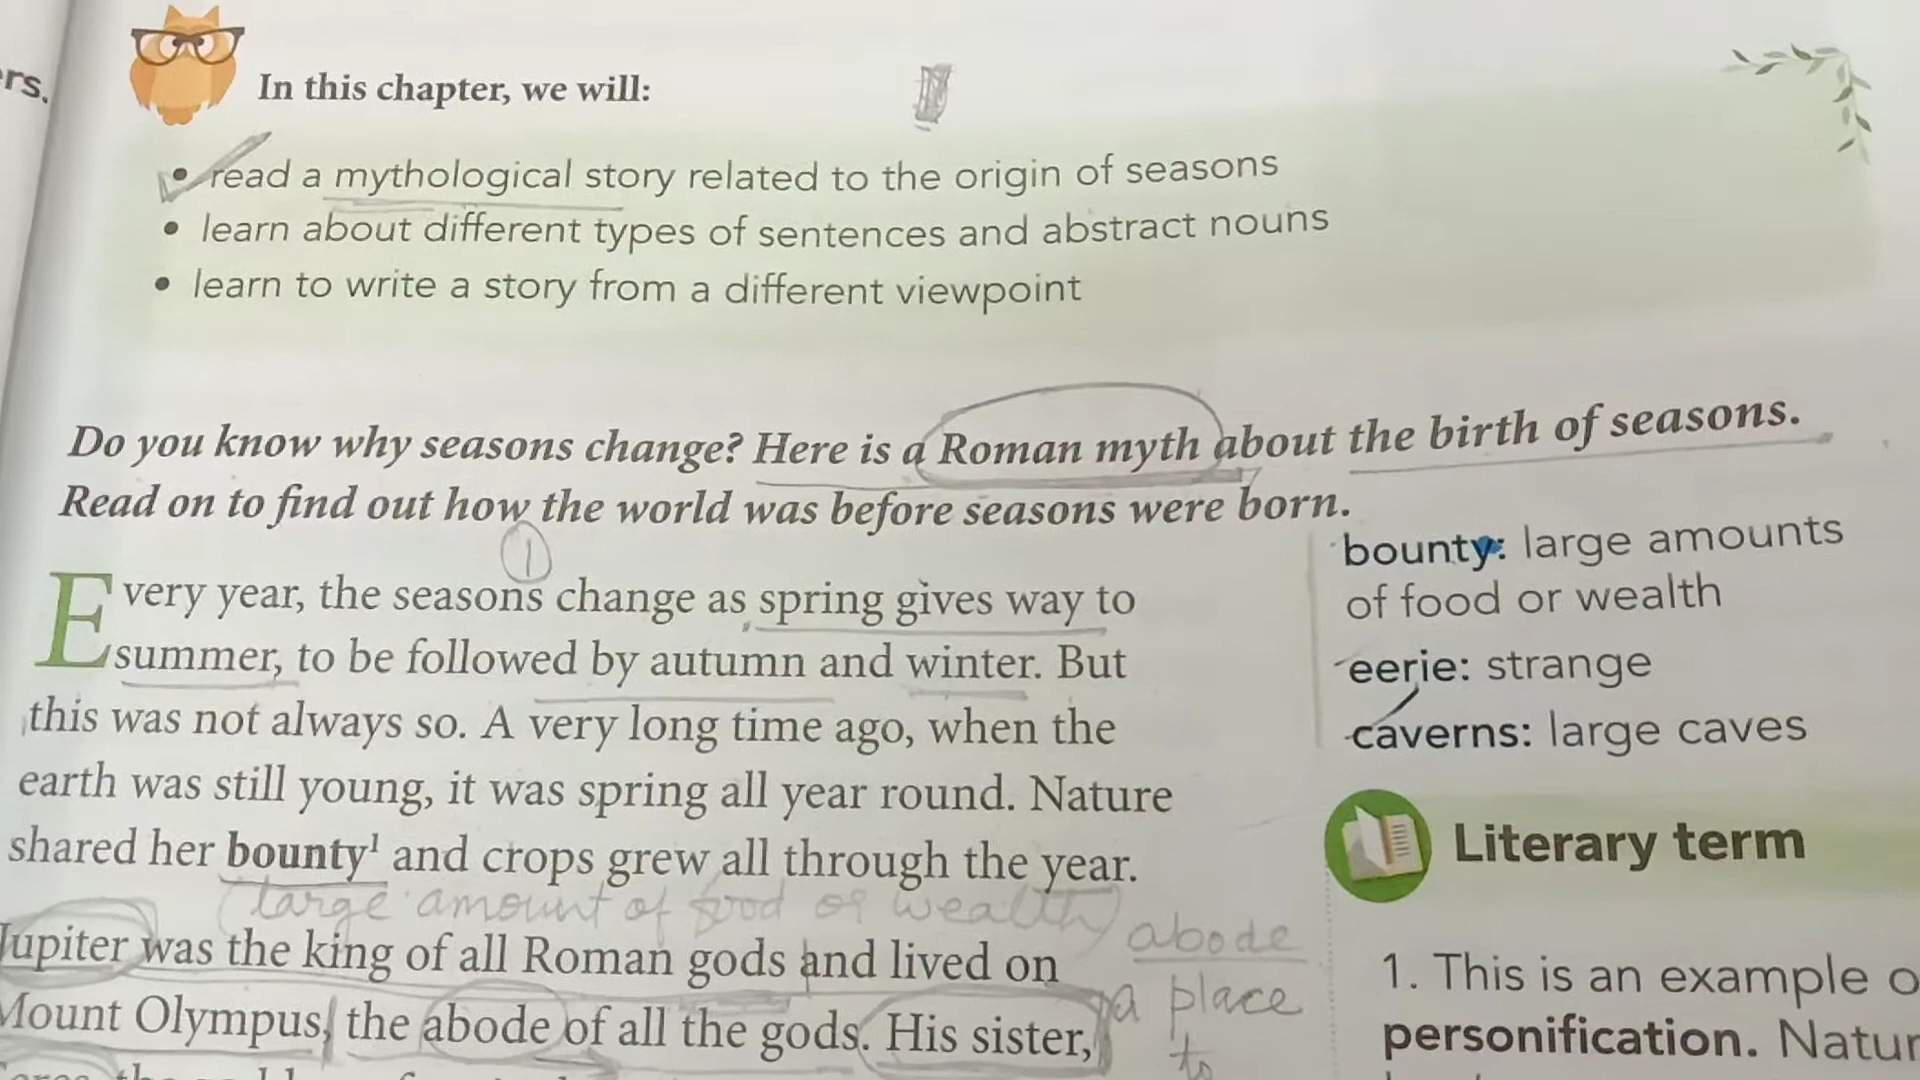 ers.
In this chapter, we will:
• read a mythological story related to the origin of seasons
• learn about different types of sentences and abstract nouns
• learn to write a story from a different viewpoint
Do you know why seasons change? Here is a Roman myth about the birth of seasons.
Read on to find out how the world was before seasons were born.
1
Every year, the seasons change as spring gives way to
summer, to be followed by autumn and winter. But
this was not always so. A very long time ago, when the
earth was still young, it was spring all year round. Nature
shared her bounty¹ and crops grew all through the year.
(large amount of food or wealth)
Jupiter was the king of all Roman gods and lived on
Mount Olympus, the abode of all the gods. His sister,
abode
a place
to
bounty: large amounts
of food or wealth
eerie: strange
caverns: large caves
Literary term
1. This is an example o
personification. Natur